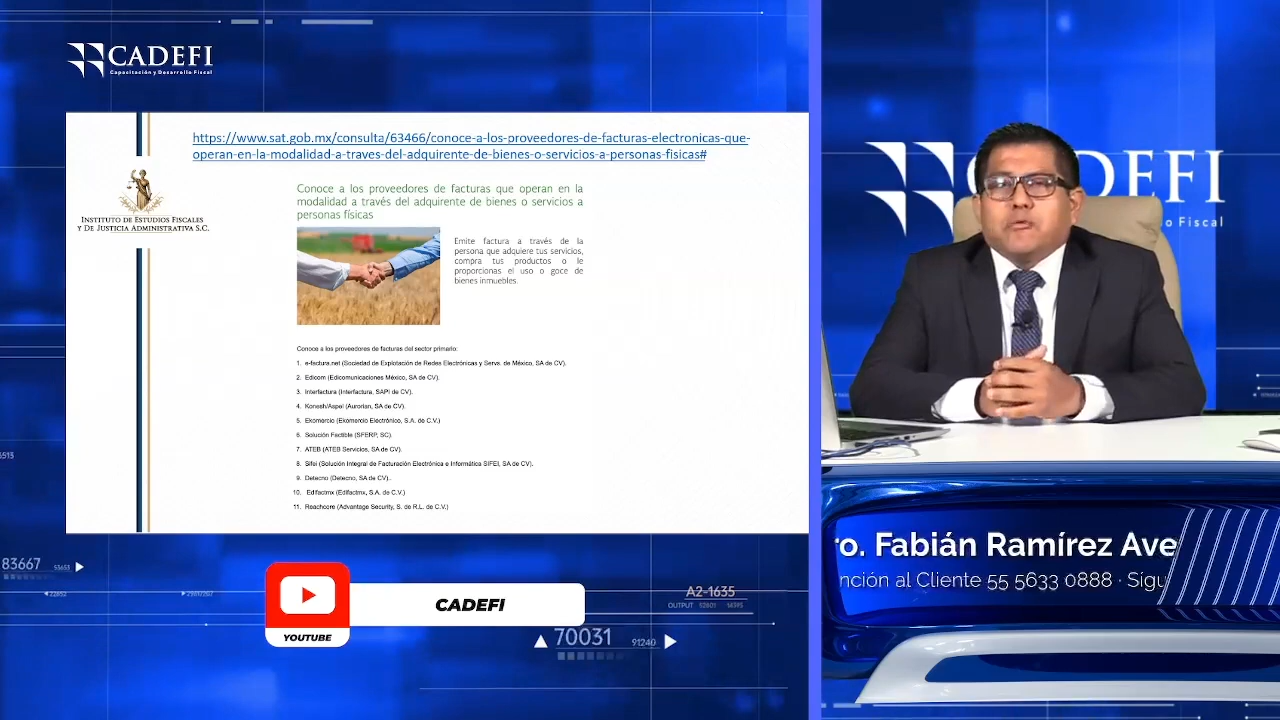 CADEFI
Capacitación y Desarrollo Fiscal
https://www.sat.gob.mx/consulta/63466/conoce-a-los-proveedores-de-facturas-electronicas-que-
operan-en-la-modalidad-a-traves-del-adquirente-de-bienes-o-servicios-a-personas-fisicas#
INSTITUTO DE ESTUDIOS FISCALES
Y DE JUSTICIA ADMINISTRATIVA S.C.
Conoce a los proveedores de facturas que operan en la
modalidad a través del adquirente de bienes o servicios a
personas físicas
Emite factura a través de la
persona que adquiere tus servicios,
compra tus productos o le
proporcionas el uso o goce de
bienes inmuebles.
Conoce a los proveedores de facturas del sector primario:
1. e-factura.net (Sociedad de Explotación de Redes Electrónicas y Servs. de México, SA de CV).
2. Edicom (Edicomunicaciones México, SA de CV).
3. Interfactura (Interfactura, SAPI de CV).
4. Konesh/Aspel (Aurorian, SA de CV).
5. Ekomercio (Ekomercio Electrónico, S.A. de C.V.)
6. Solución Factible (SFERP, SC).
7. ATEB (ATEB Servicios, SA de CV).
8. Sifei (Solución Integral de Facturación Electrónica e Informática SIFEI, SA de CV).
9. Detecno (Detecno, SA de CV)..
10. Edifactmx (Edifactmx, S.A. de C.V.)
11. Reachcore (Advantage Security, S. de R.L. de C.V.)
DEFI
o Fiscal
ro. Fabián Ramírez Ave
nción al Cliente 55 5633 0888 · Sígu
CADEFI
YOUTUBE
6513
83667
53653
22652
A2-1635
OUTPUT
70031
91240